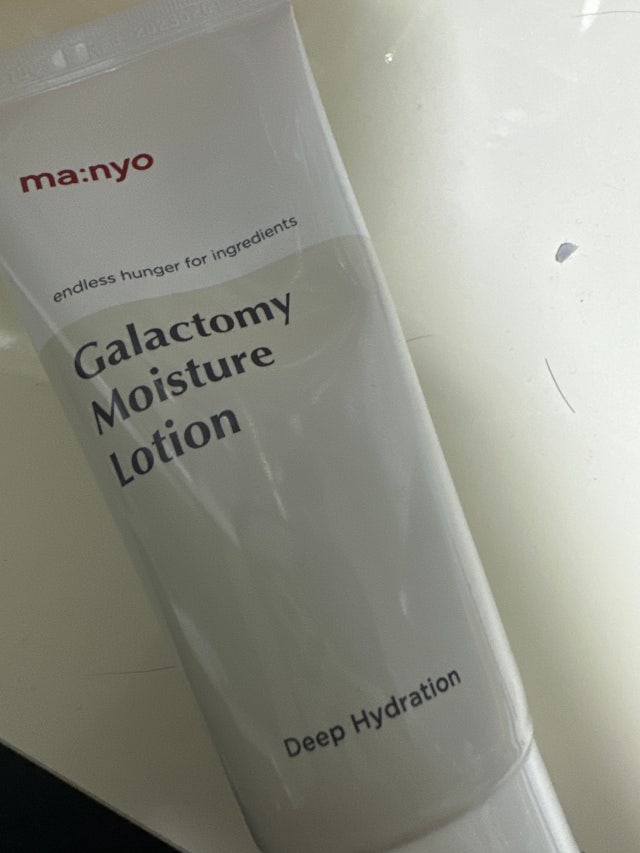 ma:nyo
endless hunger for ingredients
Galactomy
Moisture
Lotion
Deep Hydration